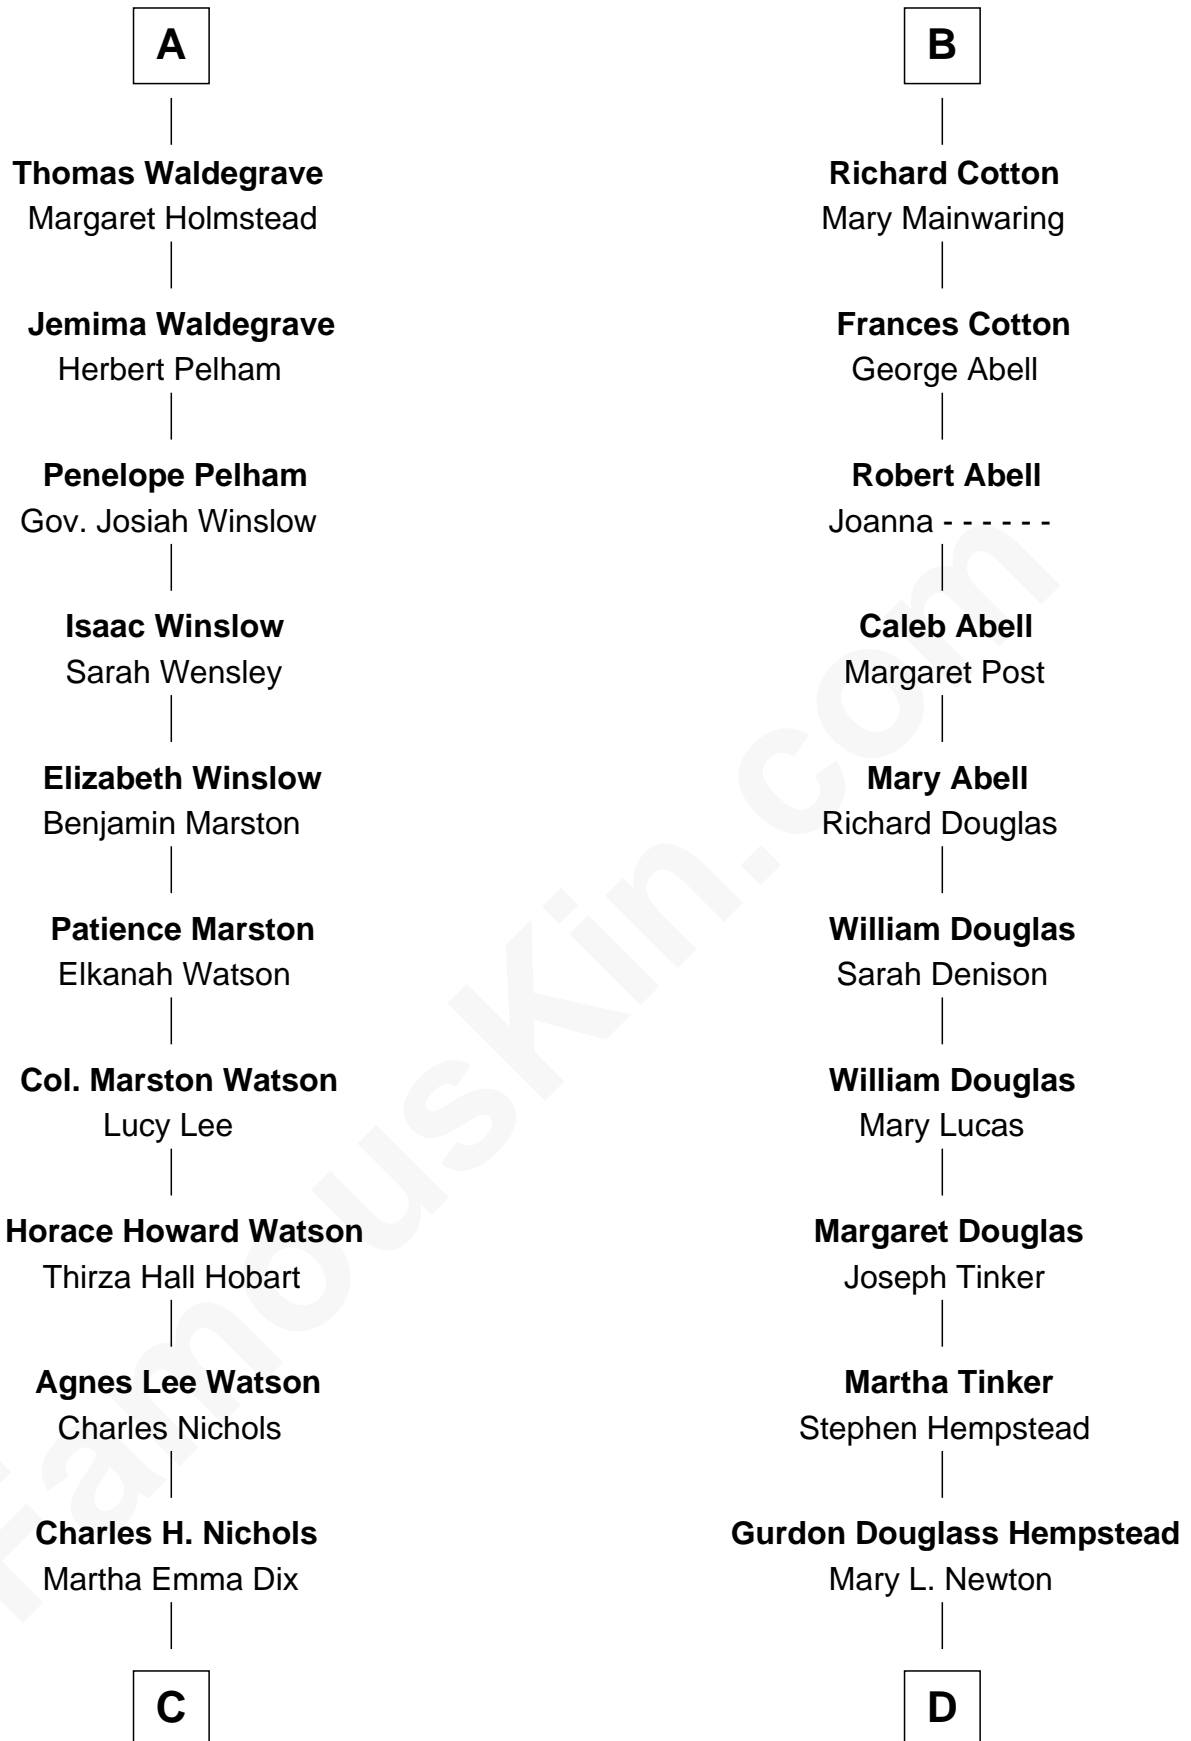 A
Thomas Waldegrave
Margaret Holmstead
Jemima Waldegrave
Herbert Pelham
Penelope Pelham
Gov. Josiah Winslow
Isaac Winslow
Sarah Wensley
Elizabeth Winslow
Benjamin Marston
Patience Marston
Elkanah Watson
Col. Marston Watson
Lucy Lee
Horace Howard Watson
Thirza Hall Hobart
Agnes Lee Watson
Charles Nichols
Charles H. Nichols
Martha Emma Dix
C
B
Richard Cotton
Mary Mainwaring
Frances Cotton
George Abell
Robert Abell
Joanna - - - - - -
Caleb Abell
Margaret Post
Mary Abell
Richard Douglas
William Douglas
Sarah Denison
William Douglas
Mary Lucas
Margaret Douglas
Joseph Tinker
Martha Tinker
Stephen Hempstead
Gurdon Douglass Hempstead
Mary L. Newton
D
FamousKin.com